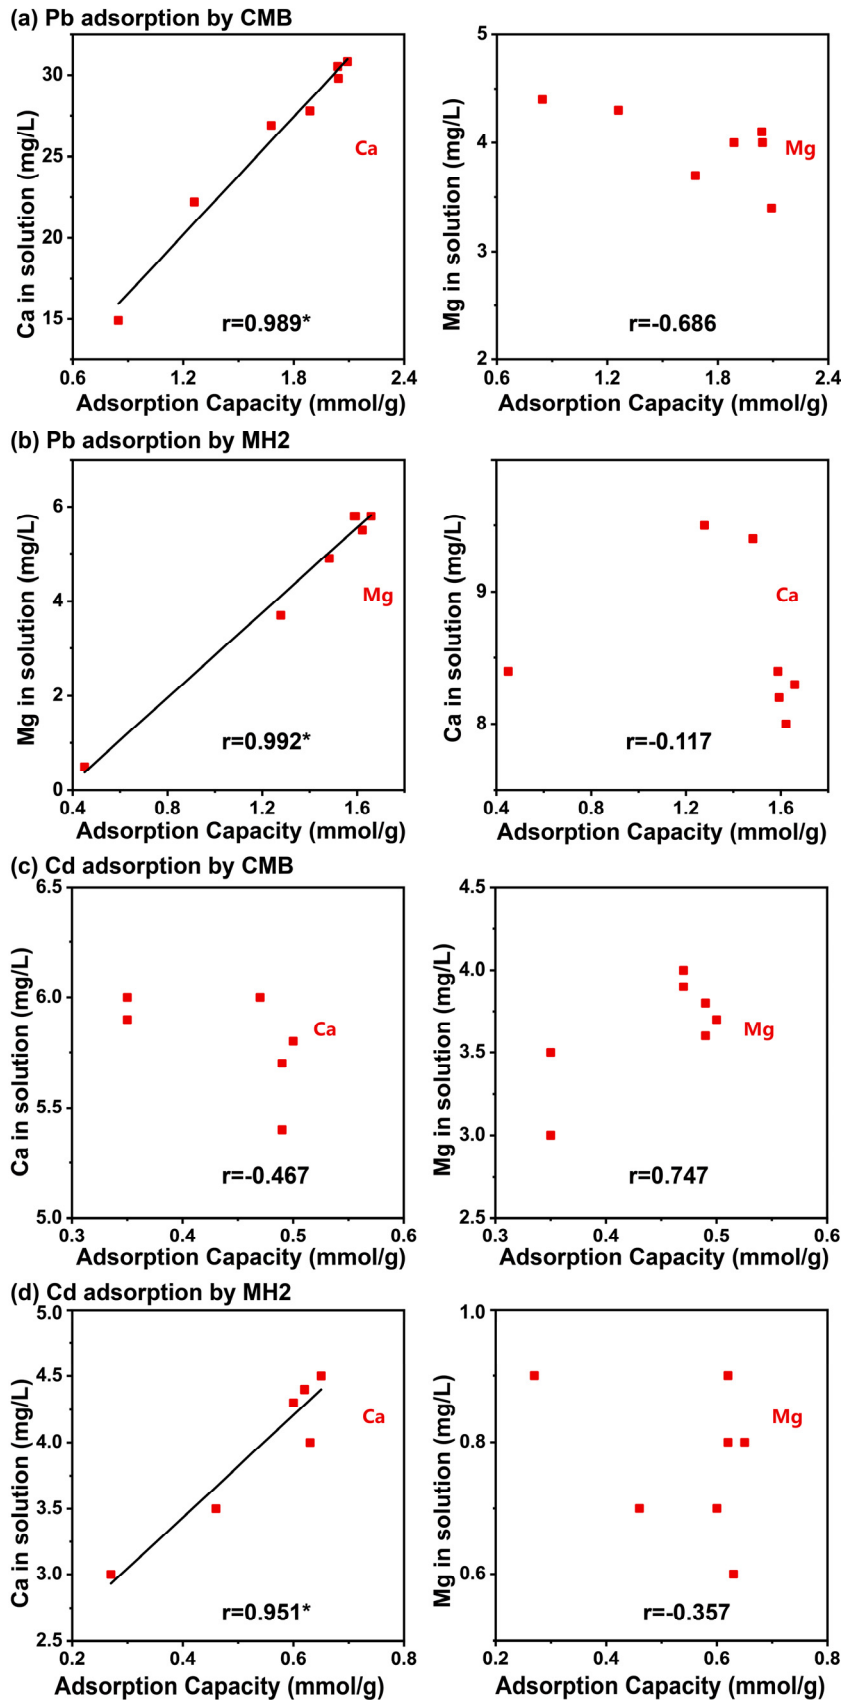 (a) Pb adsorption by CMB
Ca in solution (mg/L)
30
25
20
15
0.6 1.2 1.8 2.4
Ca
r=0.989*
Adsorption Capacity (mmol/g)
Mg in solution (mg/L)
5
4
3
2
0.6 1.2 1.8 2.4
Mg
r=-0.686
Adsorption Capacity (mmol/g)
(b) Pb adsorption by MH2
Mg in solution (mg/L)
6
4
2
0
0.4 0.8 1.2 1.6
Mg
r=0.992*
Adsorption Capacity (mmol/g)
Ca in solution (mg/L)
9
8
0.4 0.8 1.2 1.6
Ca
r=-0.117
Adsorption Capacity (mmol/g)
(c) Cd adsorption by CMB
Ca in solution (mg/L)
6.5
6.0
5.5
5.0
0.3 0.4 0.5 0.6
Ca
r=-0.467
Adsorption Capacity (mmol/g)
Mg in solution (mg/L)
4.5
4.0
3.5
3.0
2.5
0.3 0.4 0.5 0.6
Mg
r=0.747
Adsorption Capacity (mmol/g)
(d) Cd adsorption by MH2
Ca in solution (mg/L)
5.0
4.5
4.0
3.5
3.0
2.5
0.2 0.4 0.6 0.8
Ca
r=0.951*
Adsorption Capacity (mmol/g)
Mg in solution (mg/L)
1.0
0.8
0.6
0.2 0.4 0.6 0.8
Mg
r=-0.357
Adsorption Capacity (mmol/g)